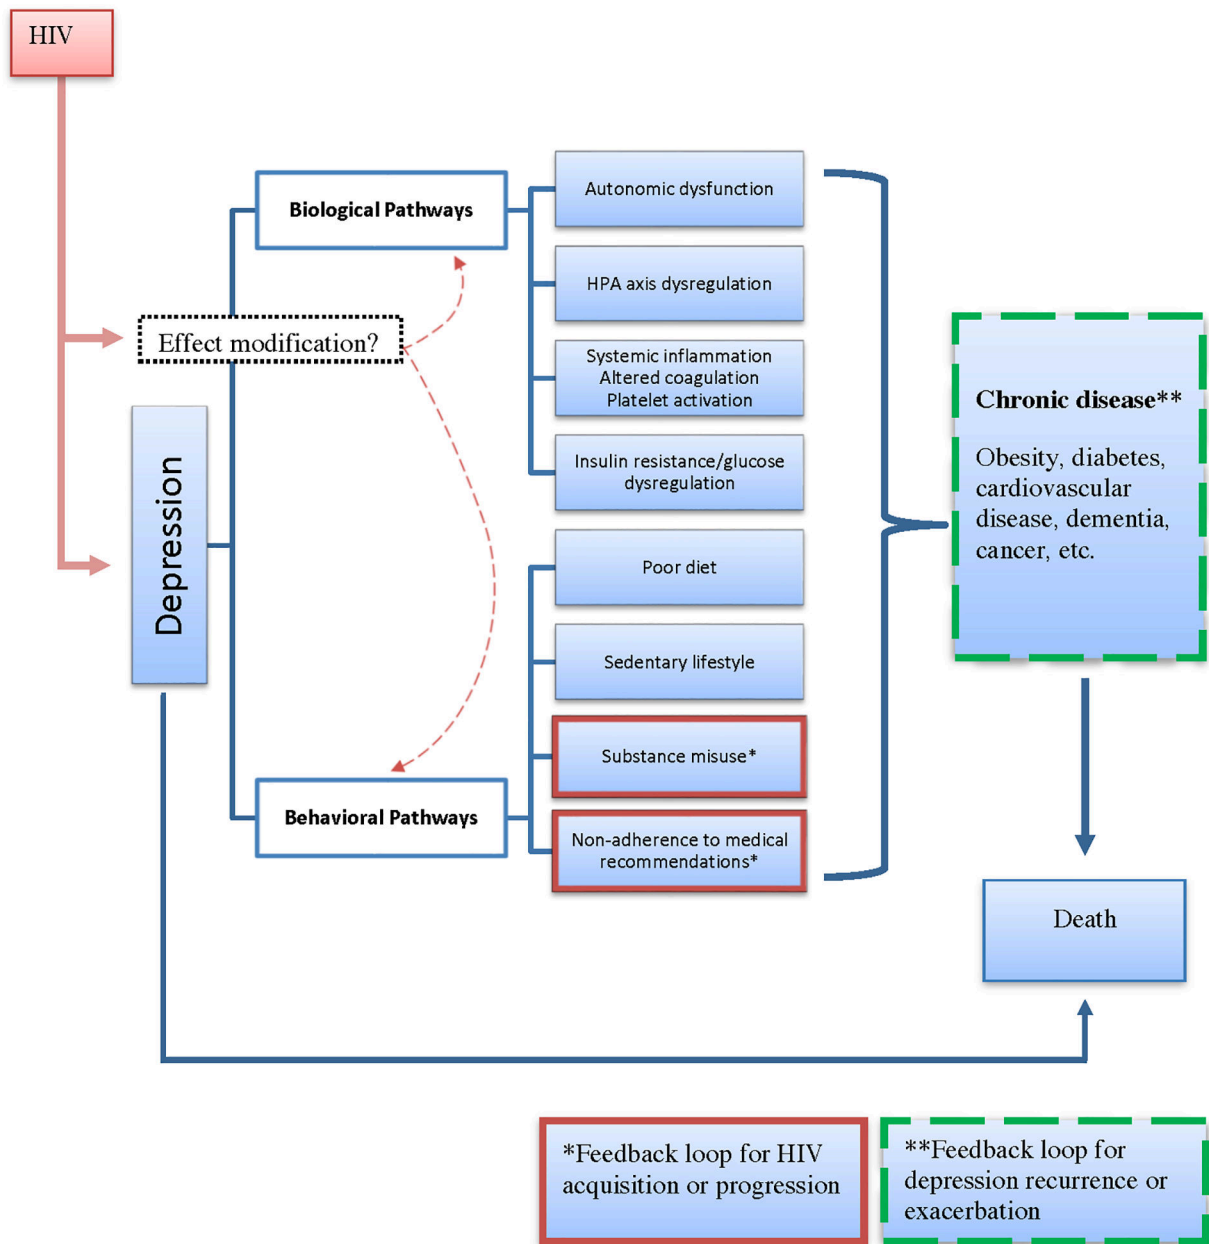 HIV
Autonomic dysfunction
Biological Pathways
HPA axis dysregulation
Effect modification?
Systemic inflammation
Altered coagulation
Platelet activation
Chronic disease**
Obesity, diabetes,
cardiovascular
disease, dementia,
cancer, etc.
Insulin resistance/glucose
dysregulation
Depression
Poor diet
Sedentary lifestyle
Substance misuse*
Behavioral Pathways
Non-adherence to medical
recommendations*
Death
*Feedback loop for HIV
acquisition or progression
**Feedback loop for
depression recurrence or
exacerbation